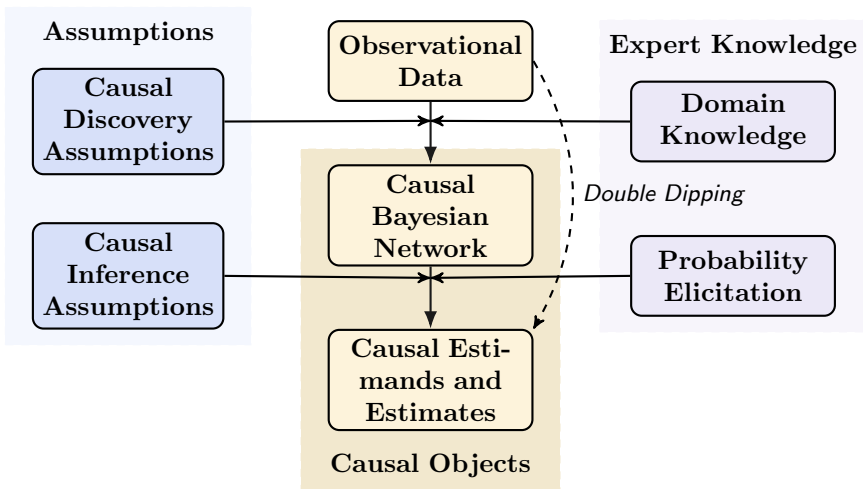 Assumptions
Causal
Discovery
Assumptions
Causal
Inference
Assumptions
Observational
Data
Causal
Bayesian
Network
Causal Esti-
mands and
Estimates
Causal Objects
Double Dipping
Expert Knowledge
Domain
Knowledge
Probability
Elicitation